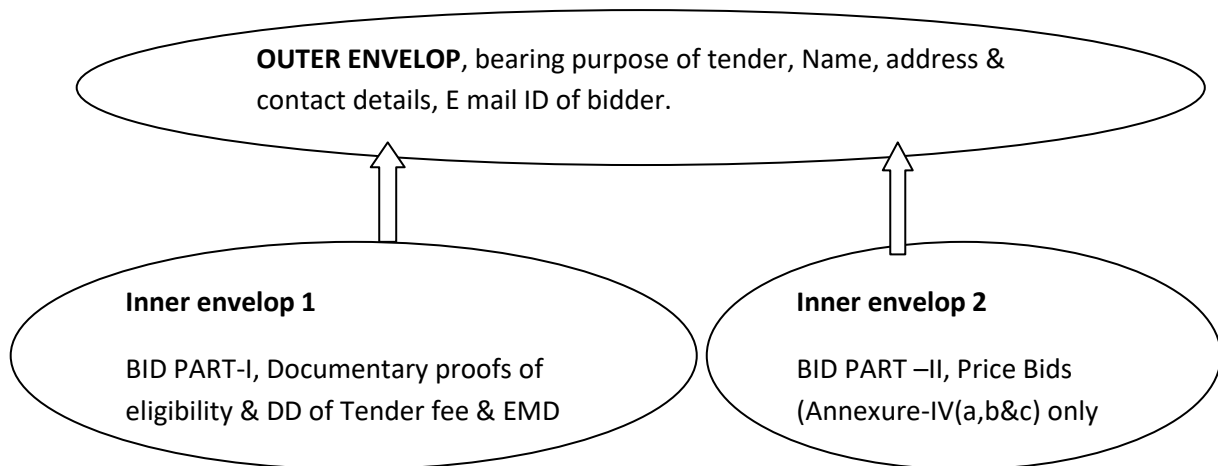 OUTER ENVELOP, bearing purpose of tender, Name, address &
contact details, E mail ID of bidder.
Inner envelop 1
BID PART-I, Documentary proofs of
eligibility & DD of Tender fee & EMD
Inner envelop 2
BID PART –II, Price Bids
(Annexure-IV(a,b&c) only